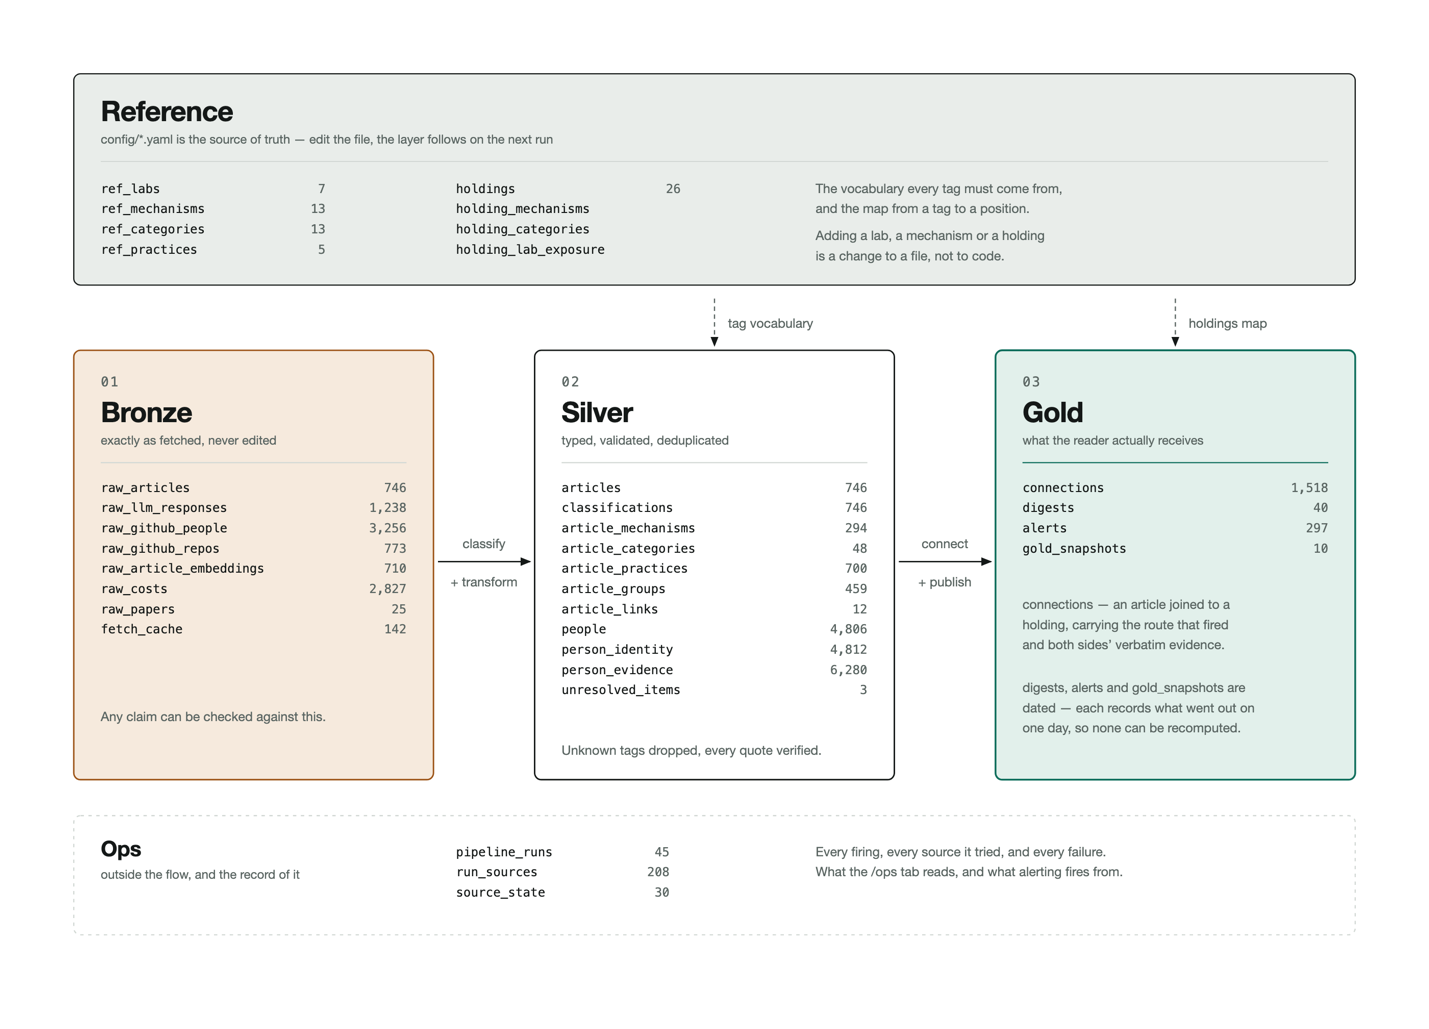 Reference
config/*.yaml is the source of truth — edit the file, the layer follows on the next run
ref_labs 7
ref_mechanisms 13
ref_categories 13
ref_practices 5
holdings 26
holding_mechanisms
holding_categories
holding_lab_exposure
The vocabulary every tag must come from,
and the map from a tag to a position.
Adding a lab, a mechanism or a holding
is a change to a file, not to code.
tag vocabulary
holdings map
01
Bronze
exactly as fetched, never edited
raw_articles 746
raw_llm_responses 1,238
raw_github_people 3,256
raw_github_repos 773
raw_article_embeddings 710
raw_costs 2,827
raw_papers 25
fetch_cache 142
Any claim can be checked against this.
classify
+ transform
02
Silver
typed, validated, deduplicated
articles 746
classifications 746
article_mechanisms 294
article_categories 48
article_practices 700
article_groups 459
article_links 12
people 4,806
person_identity 4,812
person_evidence 6,280
unresolved_items 3
Unknown tags dropped, every quote verified.
connect
+ publish
03
Gold
what the reader actually receives
connections 1,518
digests 40
alerts 297
gold_snapshots 10
connections — an article joined to a
holding, carrying the route that fired
and both sides’ verbatim evidence.
digests, alerts and gold_snapshots are
dated — each records what went out on
one day, so none can be recomputed.
Ops
outside the flow, and the record of it
pipeline_runs 45
run_sources 208
source_state 30
Every firing, every source it tried, and every failure.
What the /ops tab reads, and what alerting fires from.